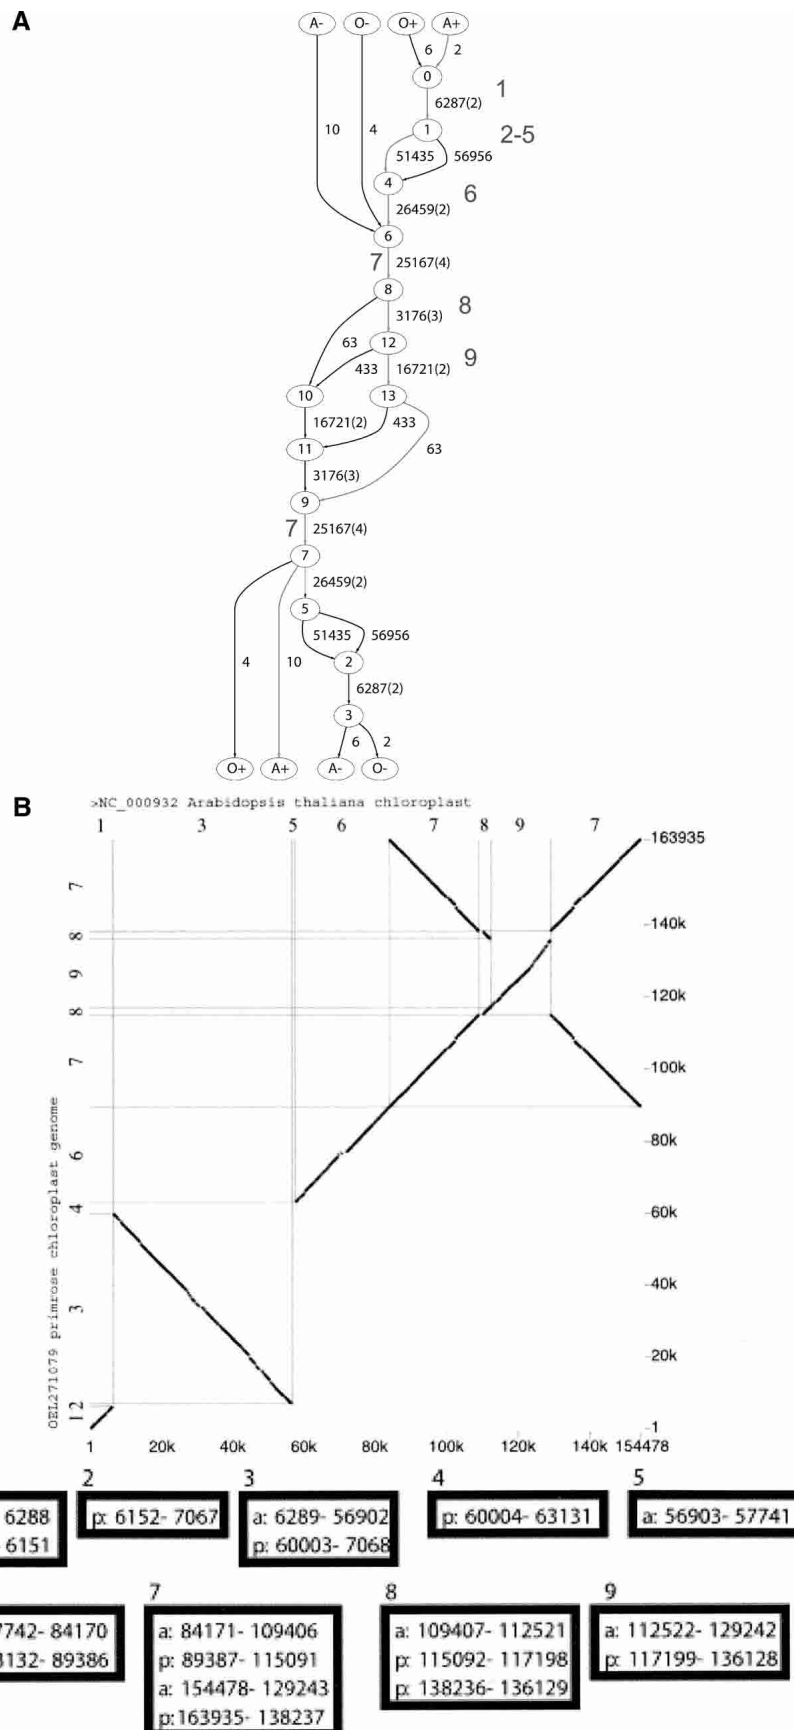 A
A- O- O+ A+
6 2
0
1
6287(2)
10 4 1 2-5
51435 56956
4
6
26459(2)
6
7 25167(4)
8
8
3176(3)
63 12
9
433 16721(2)
10 13
16721(2) 433
11
63
3176(3)
9
7 25167(4)
7
26459(2)
5
51435 56956
4 10 2
6287(2)
3
6 2
O+ A+ A- O-
B
>NC_000932 Arabidopsis thaliana chloroplast
1 3 5 6 7 8 9 7
163935
7
140k
8
9
120k
8
7
100k
80k
6
4
60k
40k
3
20k
2
1
1
OEL271079 primrose chloroplast genome
1 20k 40k 60k 80k 100k 120k 140k 154478
2 3 4 5
6288
6151
p: 6152- 7067
a: 6289- 56902
p: 60003- 7068
p: 60004- 63131
a: 56903- 57741
7 8 9
7742- 84170
3132- 89386
a: 84171- 109406
p: 89387- 115091
a: 154478- 129243
p:163935- 138237
a: 109407- 112521
p: 115092- 117198
p: 138236- 136129
a: 112522- 129242
p: 117199- 136128